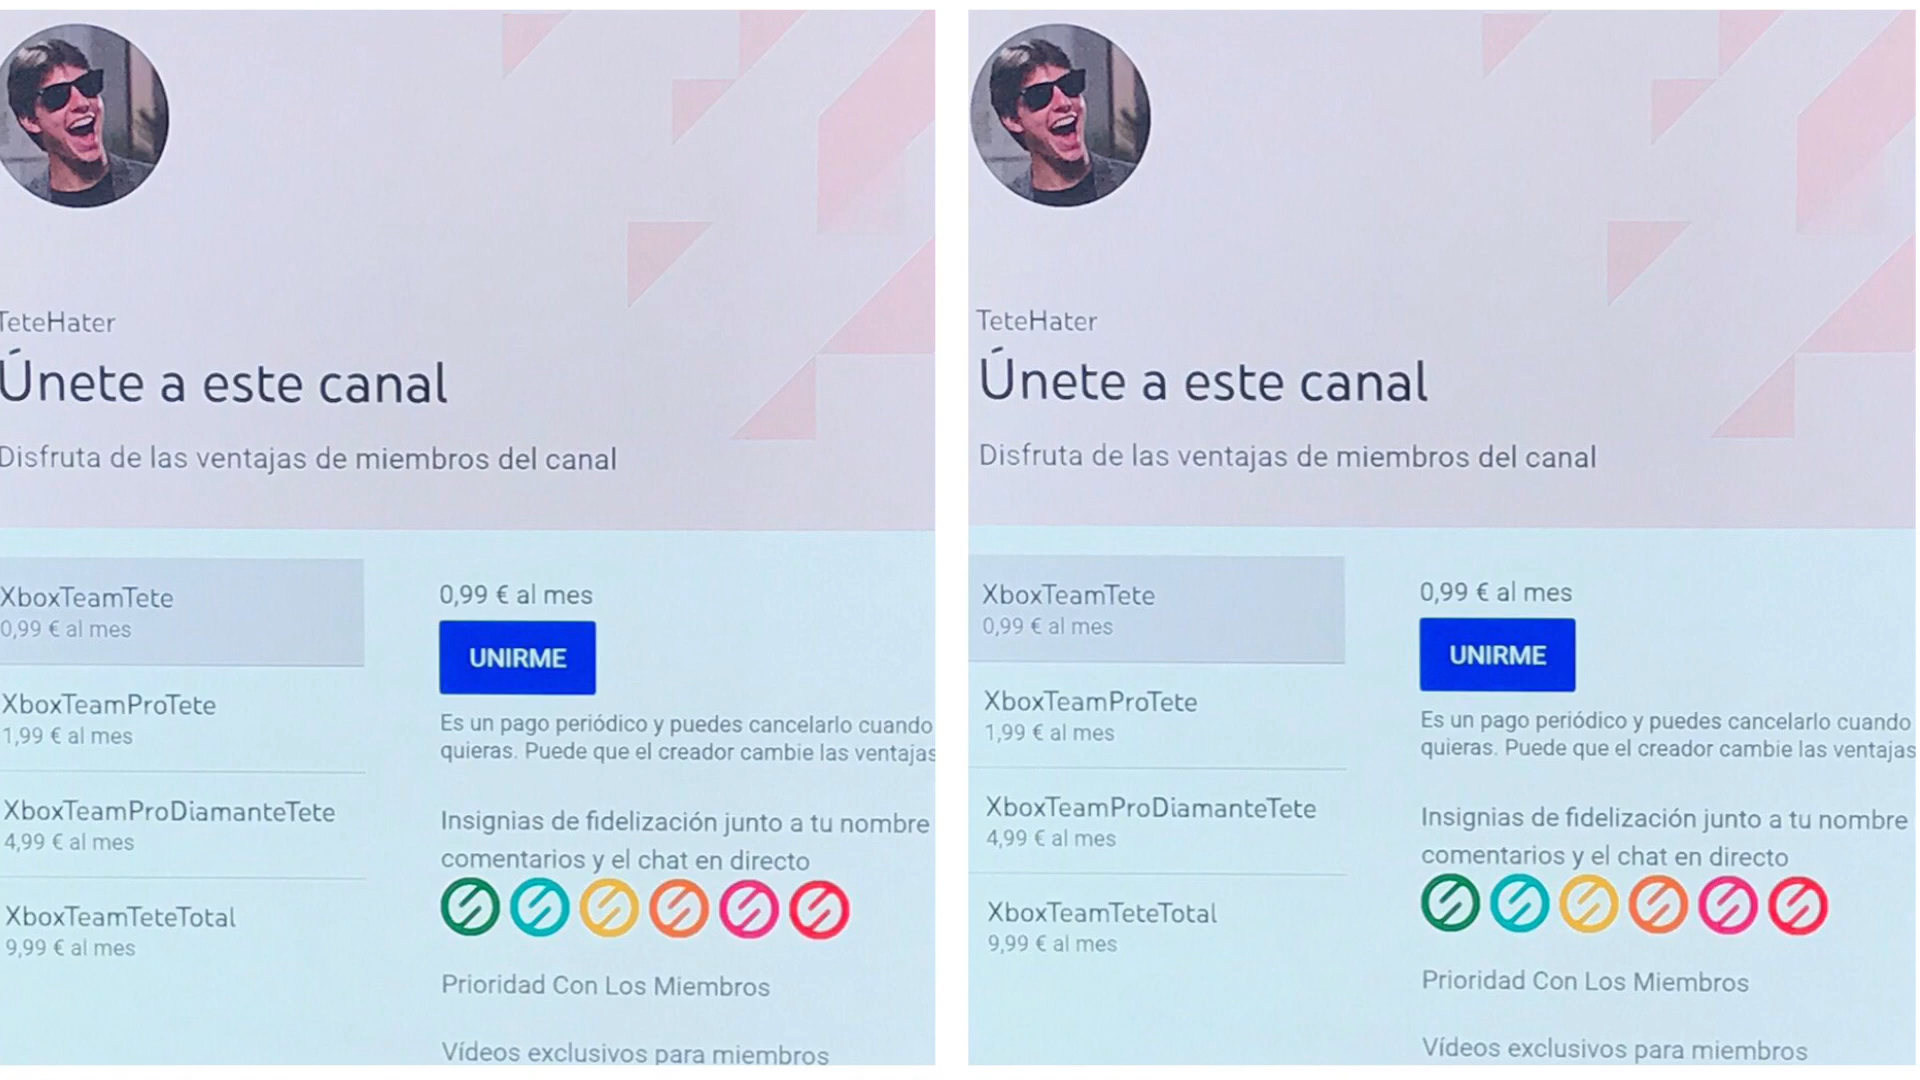 TeteHater
Únete a este canal
Disfruta de las ventajas de miembros del canal
XboxTeamTete
0,99 € al mes
XboxTeamProTete
1,99 € al mes
XboxTeamProDiamanteTete
4,99 € al mes
XboxTeamTeteTotal
9,99 € al mes
0,99 € al mes
UNIRME
Es un pago periódico y puedes cancelarlo cuando
quieras. Puede que el creador cambie las ventajas
Insignias de fidelización junto a tu nombre
comentarios y el chat en directo
Prioridad Con Los Miembros
Vídeos exclusivos para miembros
TeteHater
Únete a este canal
Disfruta de las ventajas de miembros del canal
XboxTeamTete
0,99 € al mes
XboxTeamProTete
1,99 € al mes
XboxTeamProDiamanteTete
4,99 € al mes
XboxTeamTeteTotal
9,99 € al mes
0,99 € al mes
UNIRME
Es un pago periódico y puedes cancelarlo cuando
quieras. Puede que el creador cambie las ventajas
Insignias de fidelización junto a tu nombre
comentarios y el chat en directo
Prioridad Con Los Miembros
Vídeos exclusivos para miembros